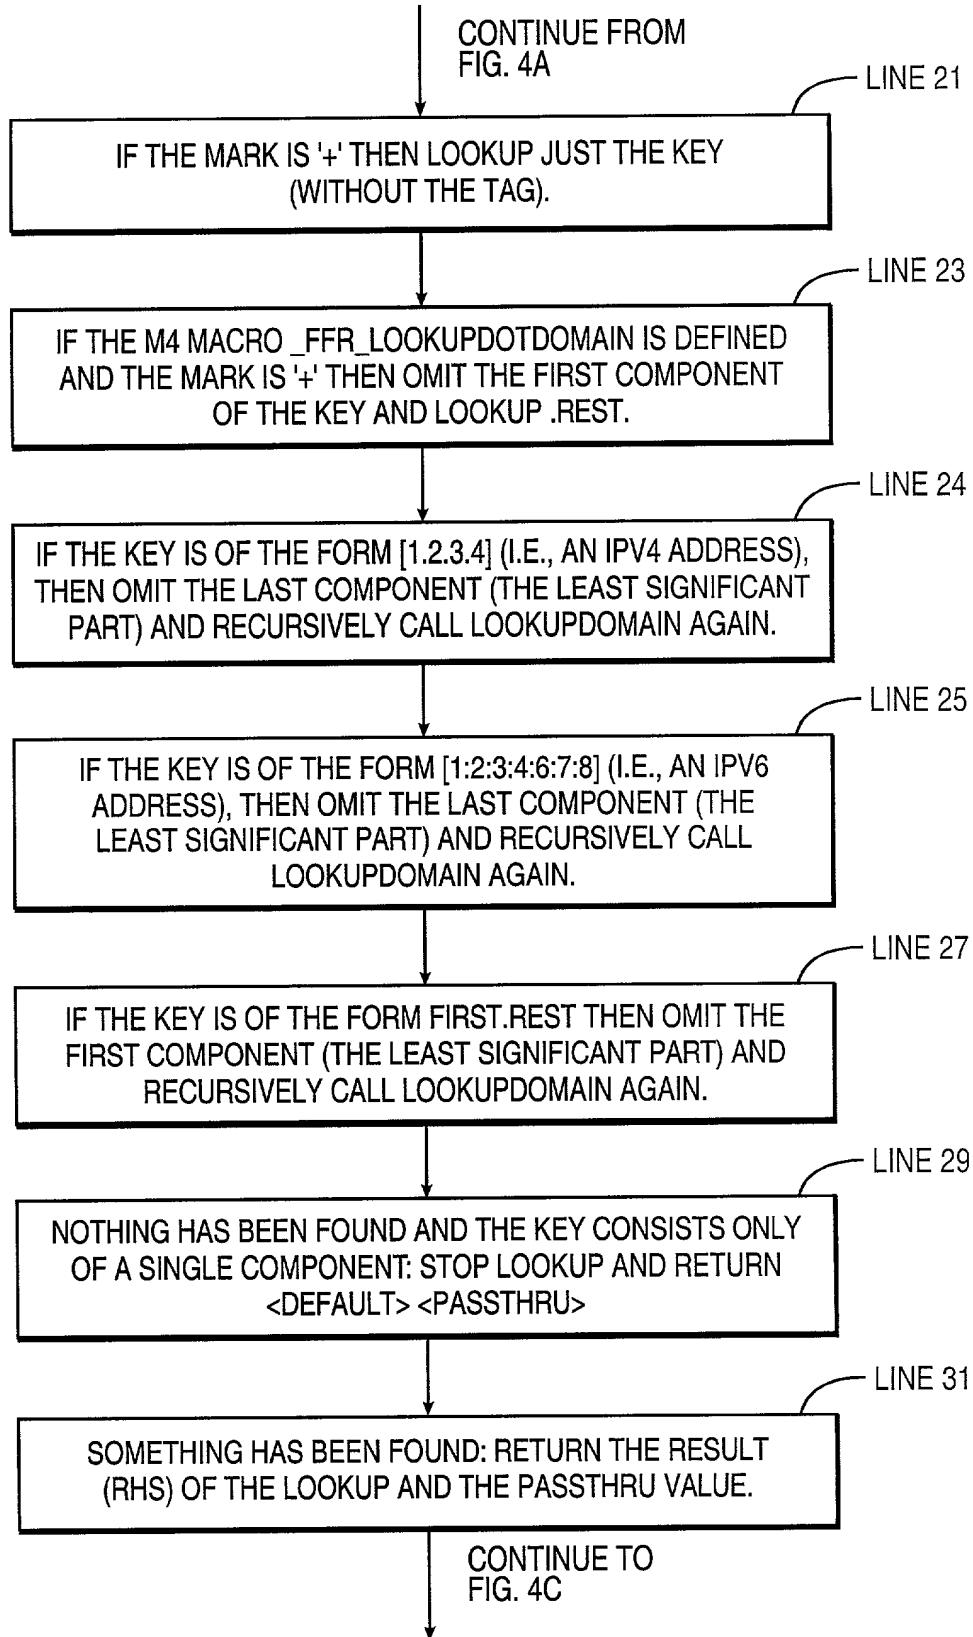 CONTINUE FROM
FIG. 4A
LINE 21
IF THE MARK IS '+' THEN LOOKUP JUST THE KEY
(WITHOUT THE TAG).
LINE 23
IF THE M4 MACRO _FFR_LOOKUPDOTDOMAIN IS DEFINED
AND THE MARK IS '+' THEN OMIT THE FIRST COMPONENT
OF THE KEY AND LOOKUP .REST.
LINE 24
IF THE KEY IS OF THE FORM [1.2.3.4] (I.E., AN IPV4 ADDRESS),
THEN OMIT THE LAST COMPONENT (THE LEAST SIGNIFICANT
PART) AND RECURSIVELY CALL LOOKUPDOMAIN AGAIN.
LINE 25
IF THE KEY IS OF THE FORM [1:2:3:4:6:7:8] (I.E., AN IPV6
ADDRESS), THEN OMIT THE LAST COMPONENT (THE
LEAST SIGNIFICANT PART) AND RECURSIVELY CALL
LOOKUPDOMAIN AGAIN.
LINE 27
IF THE KEY IS OF THE FORM FIRST.REST THEN OMIT THE
FIRST COMPONENT (THE LEAST SIGNIFICANT PART) AND
RECURSIVELY CALL LOOKUPDOMAIN AGAIN.
LINE 29
NOTHING HAS BEEN FOUND AND THE KEY CONSISTS ONLY
OF A SINGLE COMPONENT: STOP LOOKUP AND RETURN
<DEFAULT> <PASSTHRU>
LINE 31
SOMETHING HAS BEEN FOUND: RETURN THE RESULT
(RHS) OF THE LOOKUP AND THE PASSTHRU VALUE.
CONTINUE TO
FIG. 4C